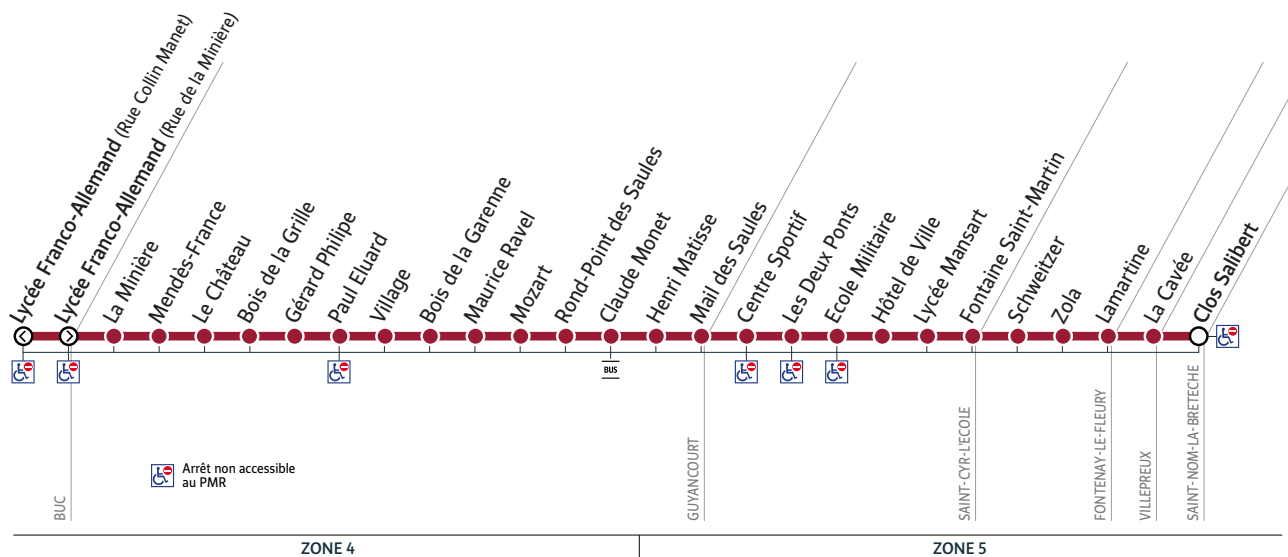 Lycée Franco-Allemand (Rue Collin Manet)
Lycée Franco-Allemand (Rue de la Minière)
La Minière
Mendès-France
Le Château
Bois de la Grille
Gérard Philipe
Paul Eluard
Village
Bois de la Garenne
Maurice Ravel
Mozart
Rond-Point des Saules
Claude Monet
Henri Matisse
Mail des Saules
Centre Sportif
Les Deux Ponts
Ecole Militaire
Hôtel de Ville
Lycée Mansart
Fontaine Saint-Martin
Schweitzer
Zola
Lamartine
La Cavée
Clos Salibert
BUS
Arrêt non accessible
au PMR
BUC
GUYANCOURT
SAINT-CYR-L'ECOLE
FONTENAY-LE-FLEURY
VILLEPREUX
SAINT-NOM-LA-BRETECHE
ZONE 4
ZONE 5